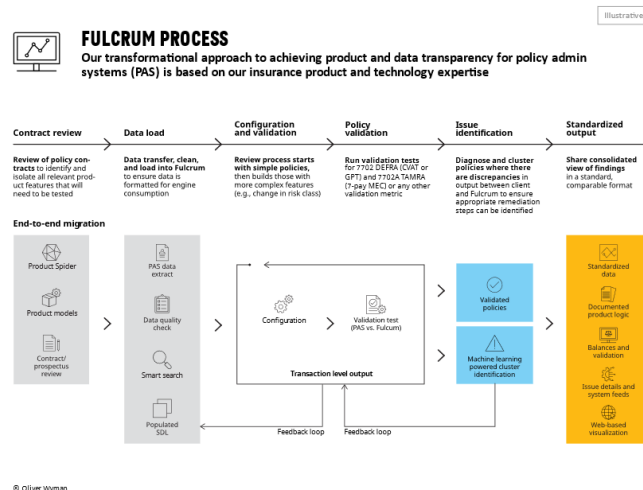 Illustrative
FULCRUM PROCESS
Our transformational approach to achieving product and data transparency for policy admin
systems (PAS) is based on our insurance product and technology expertise
Contract review
Data load
Configuration
and validation
Policy
validation
Issue
identification
Standardized
output
Review of policy con-
tracts to identify and
isolate all relevant prod-
uct features that will
need to be tested
Data transfer, clean,
and load into Fulcrum
to ensure data is
formatted for engine
consumption
Review process starts
with simple policies,
then builds those with
more complex features
(e.g., change in risk class)
Run validation tests
for 7702 DEFRA (CVAT or
GPT) and 7702A TAMRA
(7-pay MEC) or any other
validation metric
Diagnose and cluster
policies where there
are discrepancies in
output between client
and Fulcrum to ensure
appropriate remediation
steps can be identified
Share consolidated
view of findings
in a standard,
comparable format
End-to-end migration
Product Spider
Product models
Contract/
prospectus
review
PAS data
extract
Data quality
check
Smart search
Populated
SDL
Configuration
Validation test
(PAS vs. Fulcum)
Transaction level output
Feedback loop
Feedback loop
Validated
policies
Machine learning
powered cluster
identification
Standardized
data
Documented
product logic
Balances and
validation
Issue details and
system feeds
Web-based
visualization
© Oliver Wyman